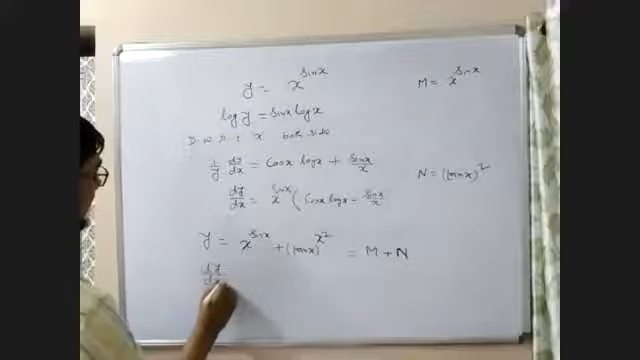 y = x^sinx
log y = sinx log x
D.W.R.t x both side
1/y dy/dx = cosx logx + sinx/x
dy/dx = x^sinx ( cosx logx - sinx/x
y = x^sinx + (tanx)^x² = M + N
dy/dx
M = x^sinx
N = (tanx)^2